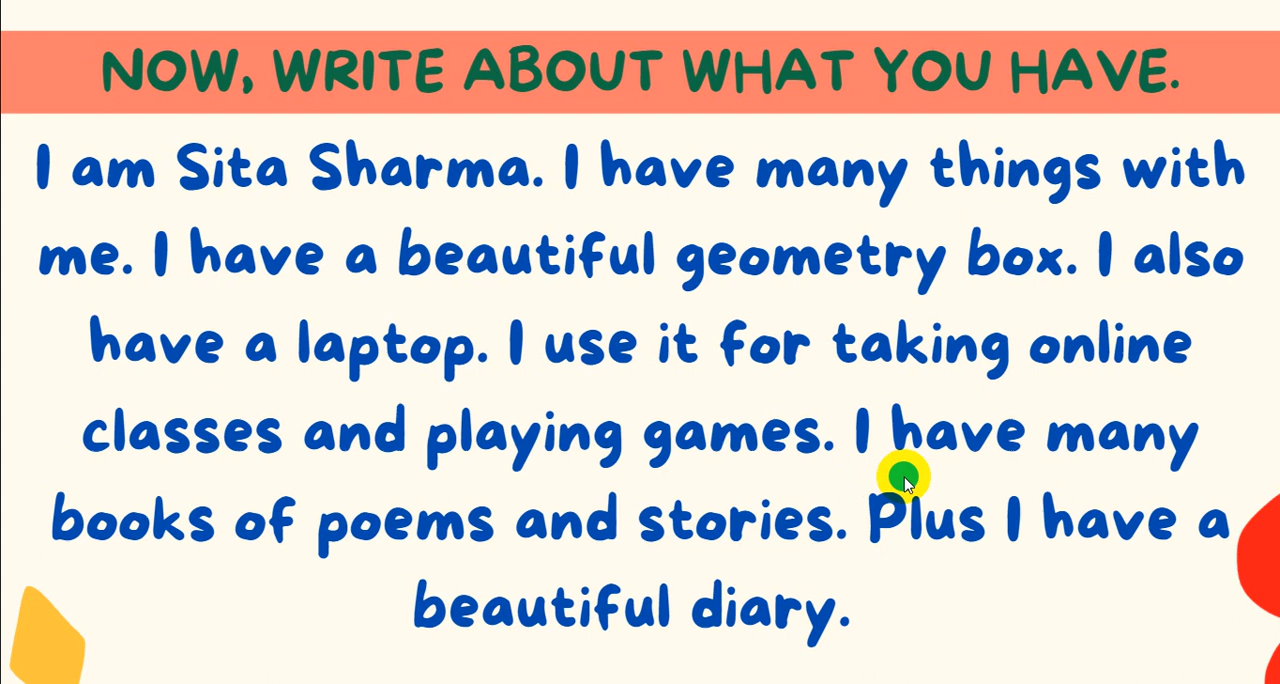 NOW, WRITE ABOUT WHAT YOU HAVE.
I am Sita Sharma. I have many things with
me. I have a beautiful geometry box. I also
have a laptop. I use it for taking online
classes and playing games. I have many
books of poems and stories. Plus I have a
beautiful diary.